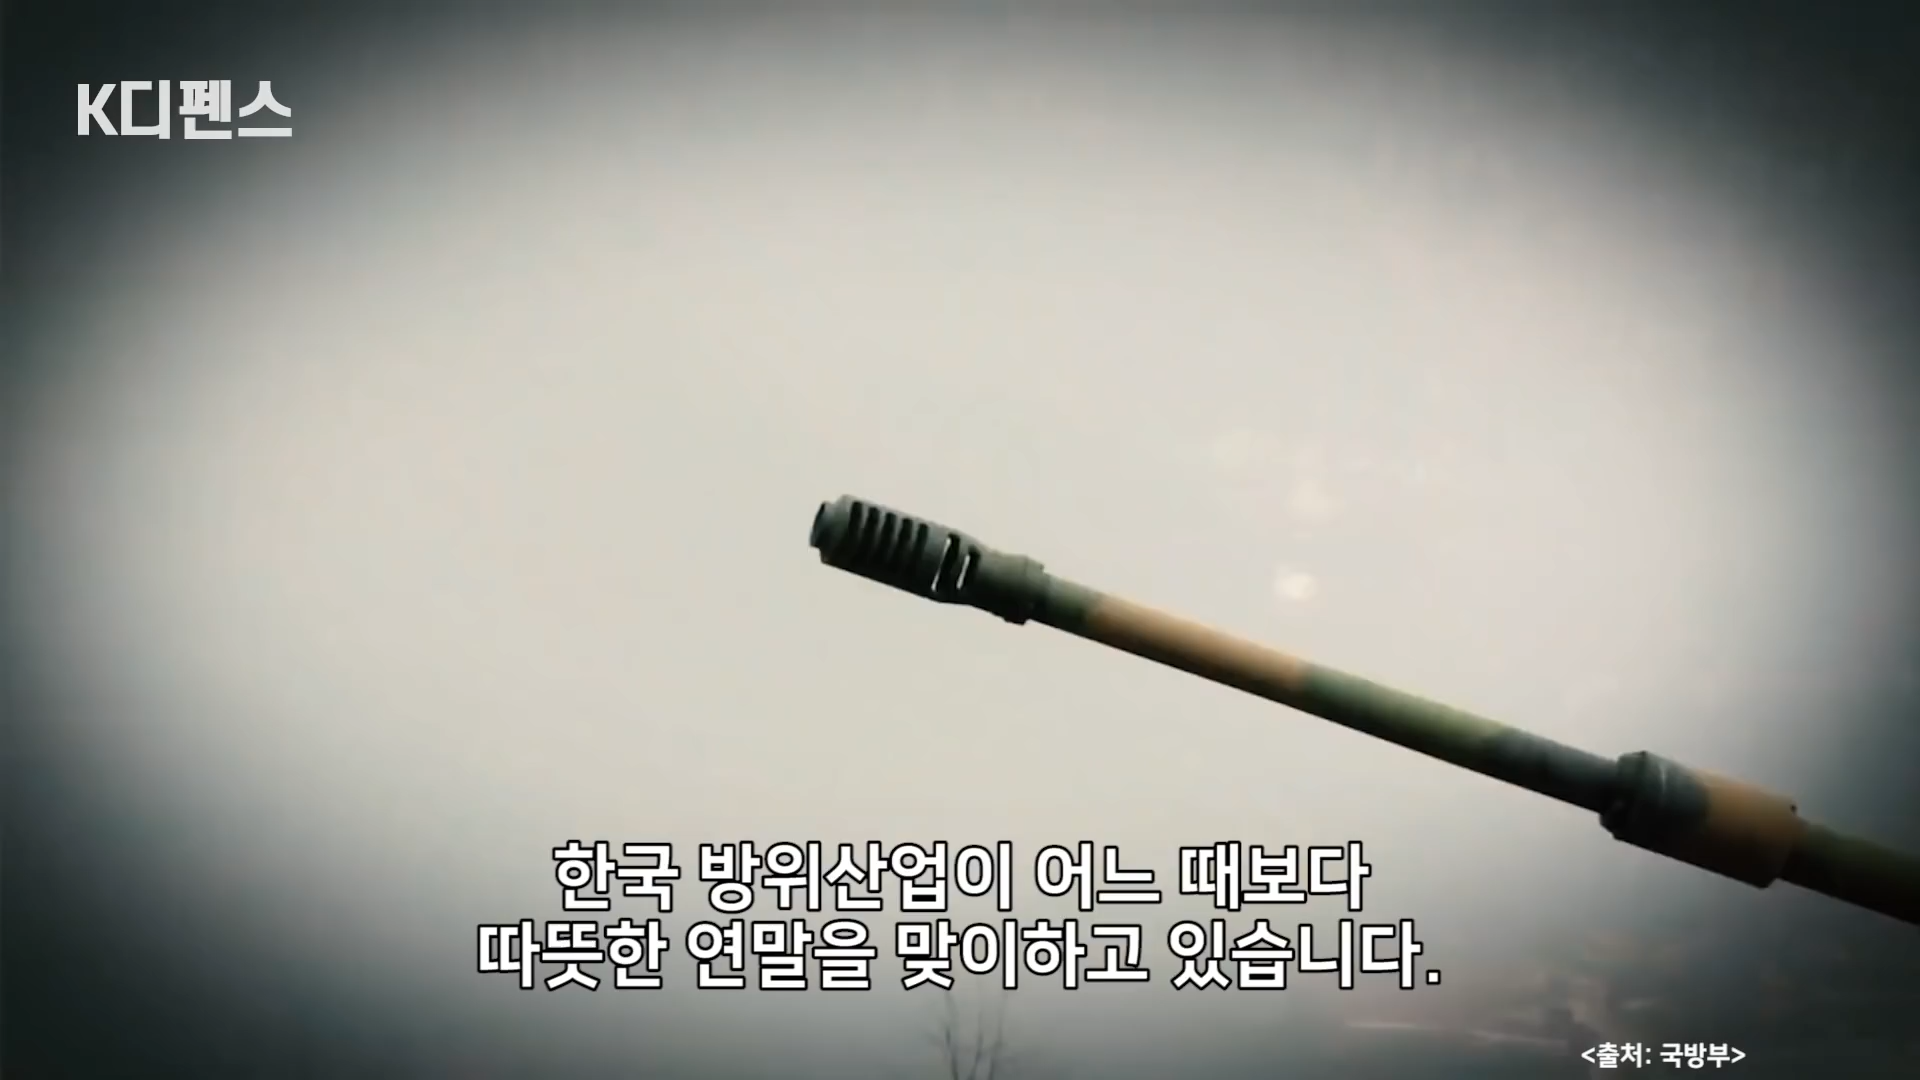 K디펜스
한국 방위산업이 어느 때보다
따뜻한 연말을 맞이하고 있습니다.
<출처: 국방부>